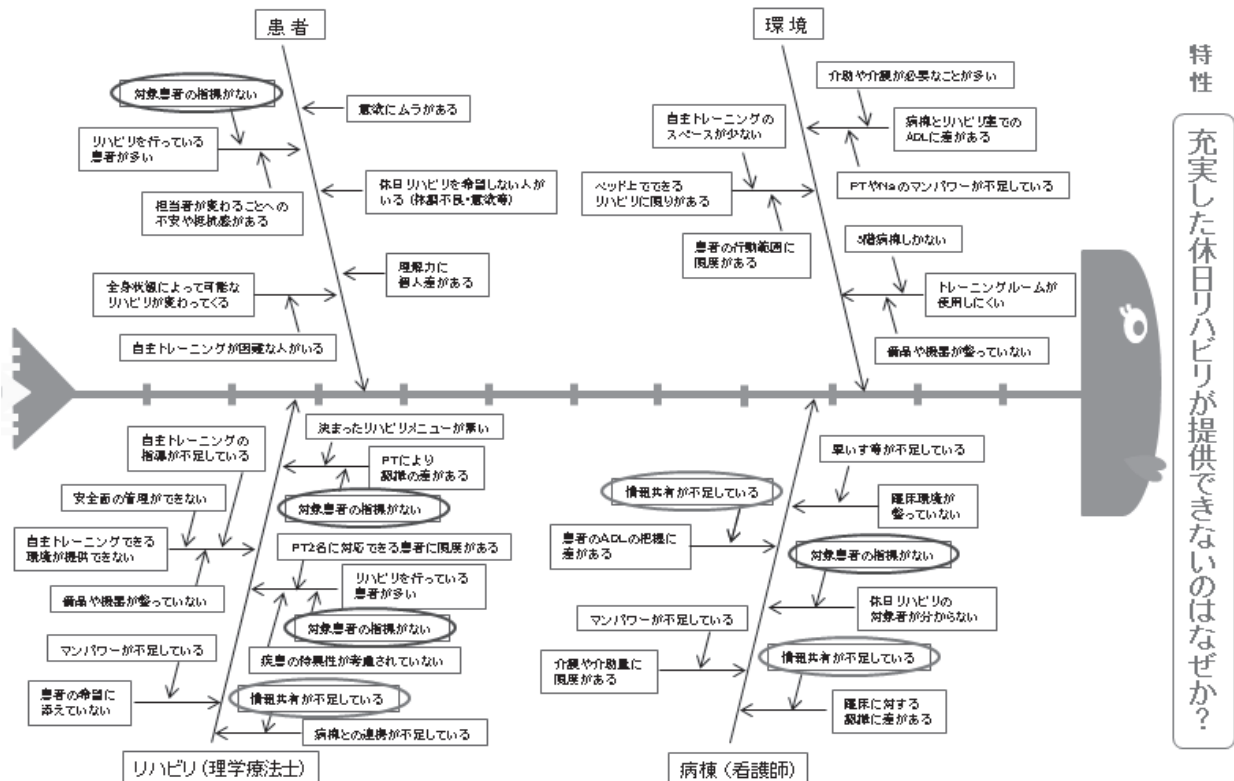 患者
対象患者の指標がない
意欲にムラがある
リハビリを行っている
患者が多い
担当者が変わることへの
不安や抵抗感がある
休日リハビリを希望しない人が
いる（体調不良・意欲等）
理解力に
個人差がある
全身状態によって可能な
リハビリが変わってくる
自主トレーニングが困難な人がいる
環境
介助や介護が必要なことが多い
自主トレーニングの
スペースが少ない
病棟とリハビリ室での
ADLに差がある
ベッド上でできる
リハビリに限りがある
PTやNsのマンパワーが不足している
患者の行動範囲に
限度がある
3階病棟しかない
トレーニングルームが
使用しにくい
備品や機器が整っていない
特性
充実した休日リハビリが提供できないのはなぜか？
決まったリハビリメニューが無い
自主トレーニングの
指導が不足している
PTにより
認識の差がある
安全面の管理ができない
対象患者の指標がない
自主トレーニングできる
環境が提供できない
PT2名に対応できる患者に限度がある
リハビリを行っている
患者が多い
備品や機器が整っていない
対象患者の指標がない
マンパワーが不足している
疾患の特異性が考慮されていない
患者の希望に
添えていない
情報共有が不足している
病棟との連携が不足している
リハビリ（理学療法士）
車いす等が不足している
情報共有が不足している
離床環境が
整っていない
患者のADLの把握に
差がある
対象患者の指標がない
マンパワーが不足している
休日リハビリの
対象者が分からない
介護や介助量に
限度がある
情報共有が不足している
離床に対する
認識に差がある
病棟（看護師）